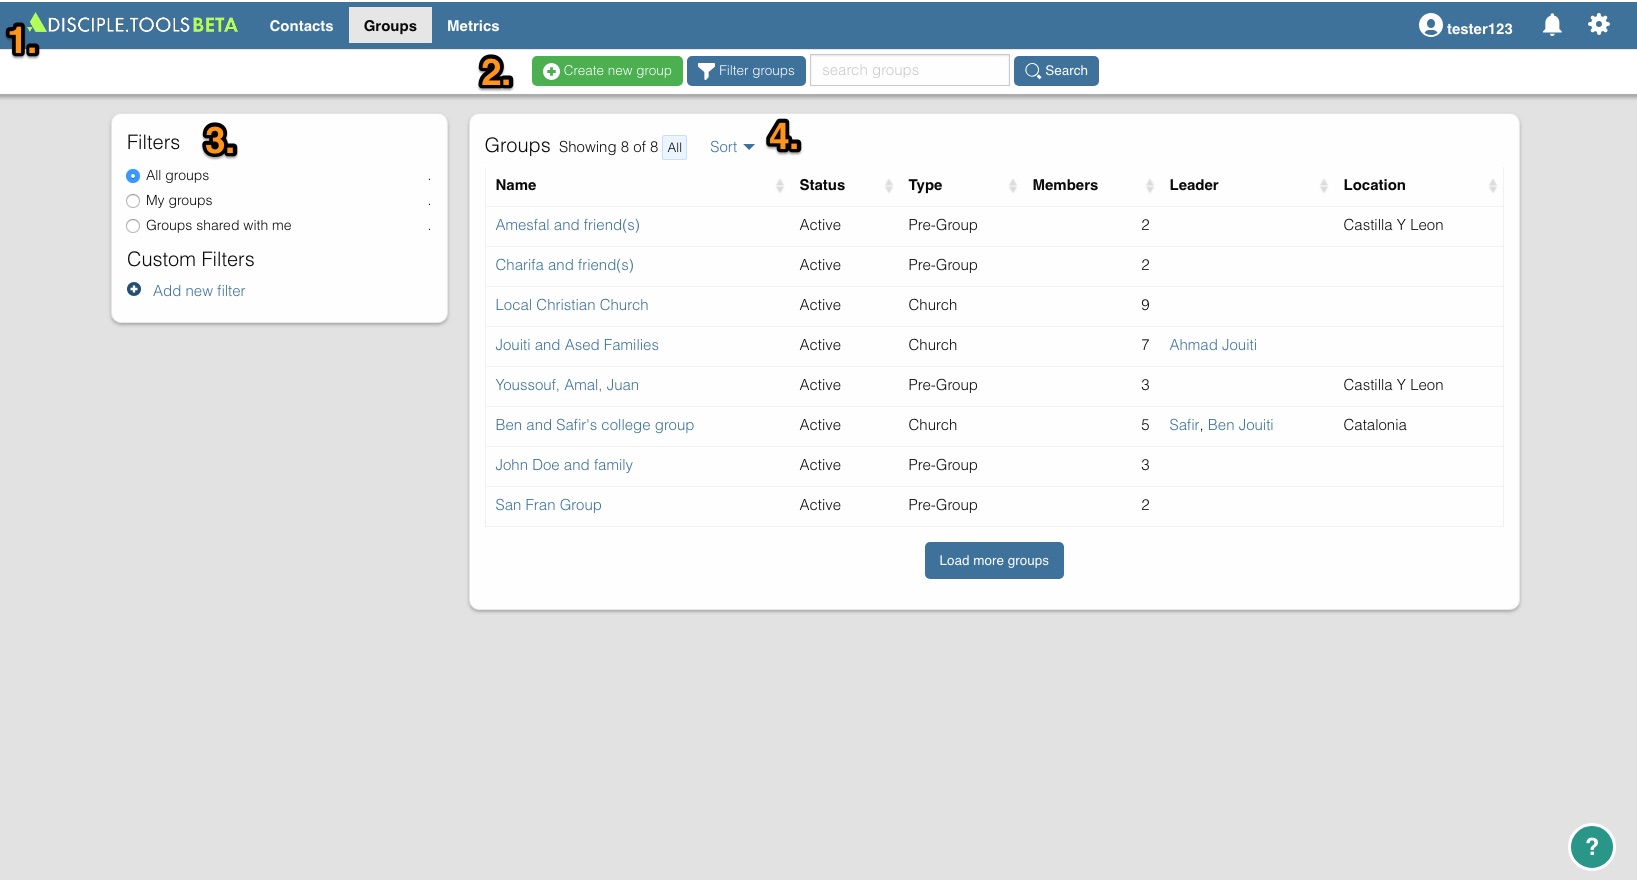 1. DISCIPLE.TOOLSBETA Contacts Groups Metrics tester123
2. Create new group Filter groups search groups Search
Filters 3.
All groups .
My groups .
Groups shared with me .
Custom Filters
Add new filter
Groups Showing 8 of 8 All Sort 4.
Name Status Type Members Leader Location
Amesfal and friend(s) Active Pre-Group 2 Castilla Y Leon
Charifa and friend(s) Active Pre-Group 2
Local Christian Church Active Church 9
Jouiti and Ased Families Active Church 7 Ahmad Jouiti
Youssouf, Amal, Juan Active Pre-Group 3 Castilla Y Leon
Ben and Safir's college group Active Church 5 Safir, Ben Jouiti Catalonia
John Doe and family Active Pre-Group 3
San Fran Group Active Pre-Group 2
Load more groups
?